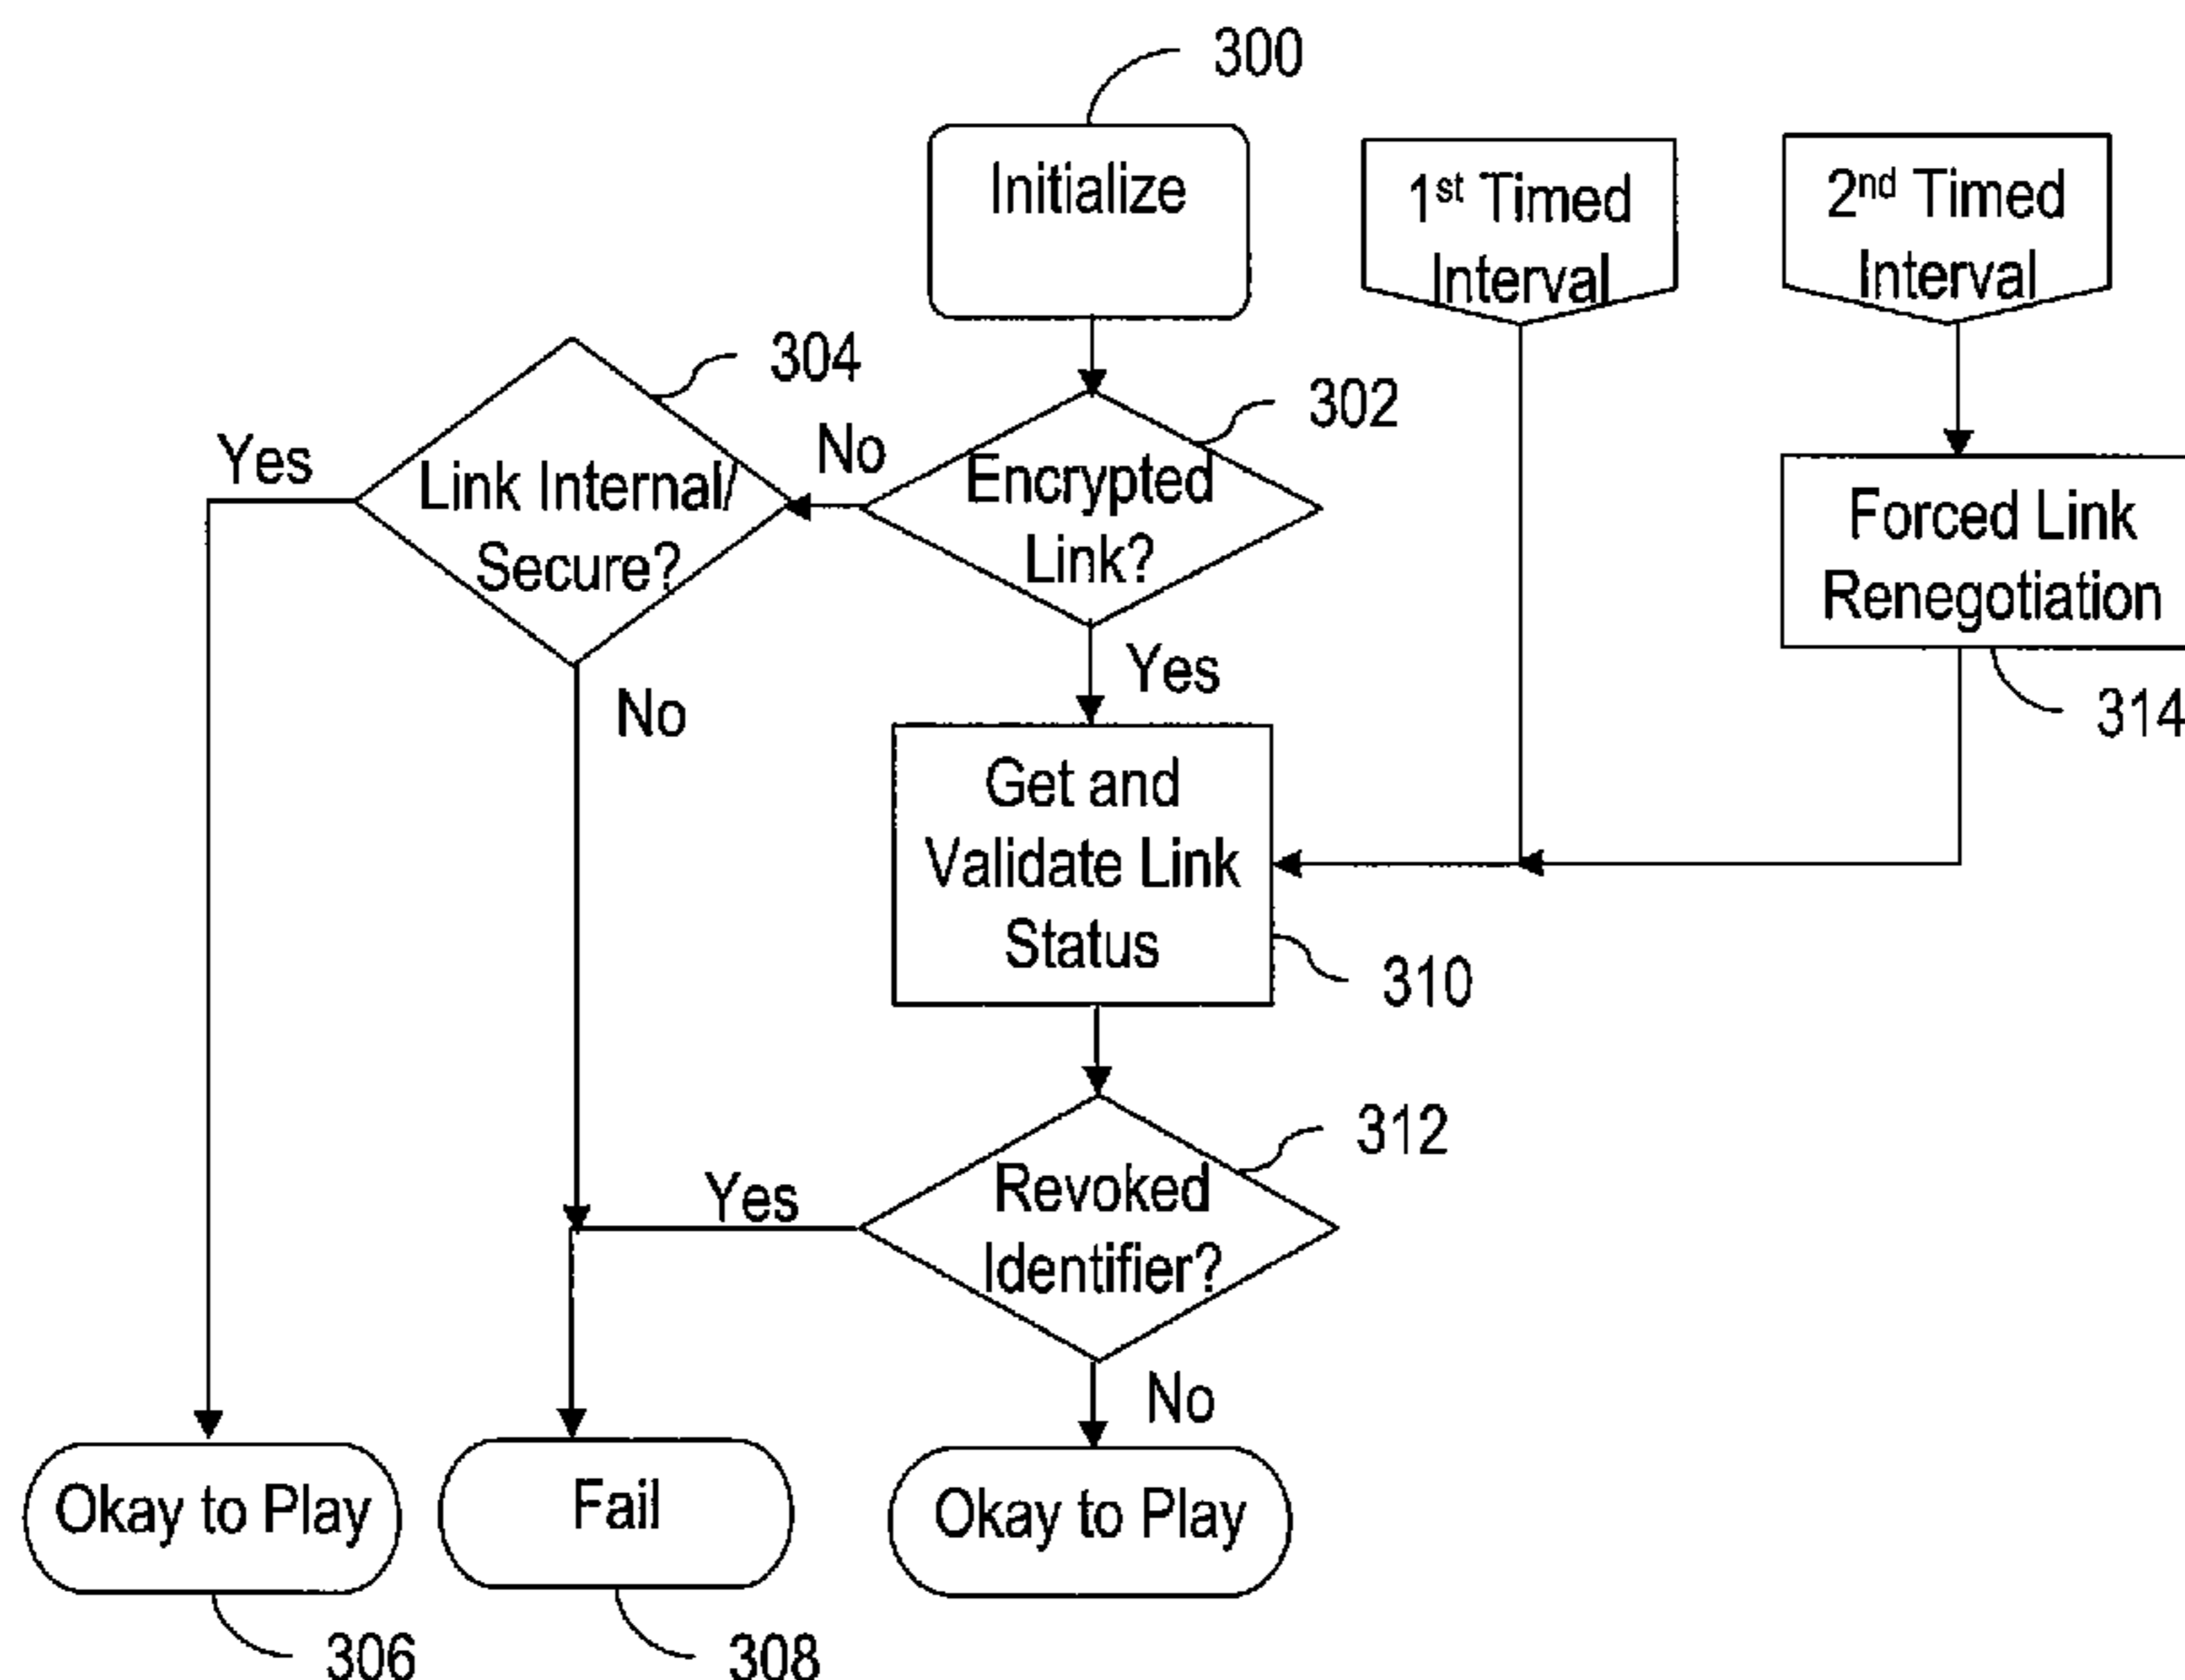 300
Initialize
1st Timed
Interval
2nd Timed
Interval
304
302
Yes
Link Internal/
Secure?
No
Encrypted
Link?
Forced Link
Renegotiation
314
Yes
No
Get and
Validate Link
Status
310
312
Yes
Revoked
Identifier?
No
Okay to Play
Fail
Okay to Play
306
308